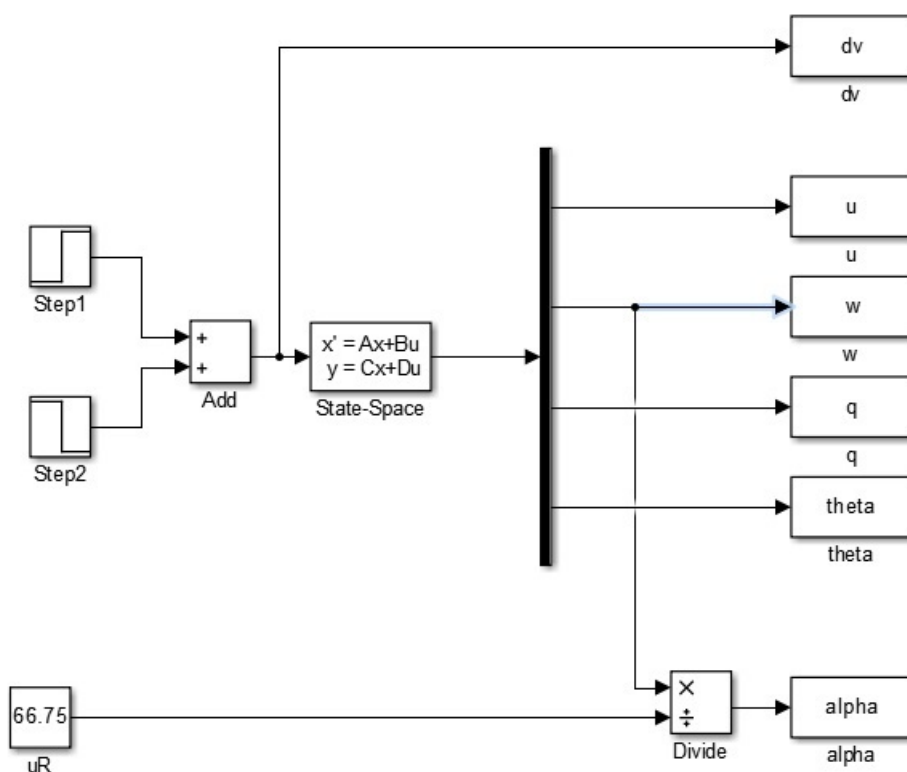 dv
dv
u
u
Step1
w
w
+
+
Add
x' = Ax+Bu
y = Cx+Du
State-Space
q
q
Step2
theta
theta
66.75
uR
×
÷
Divide
alpha
alpha